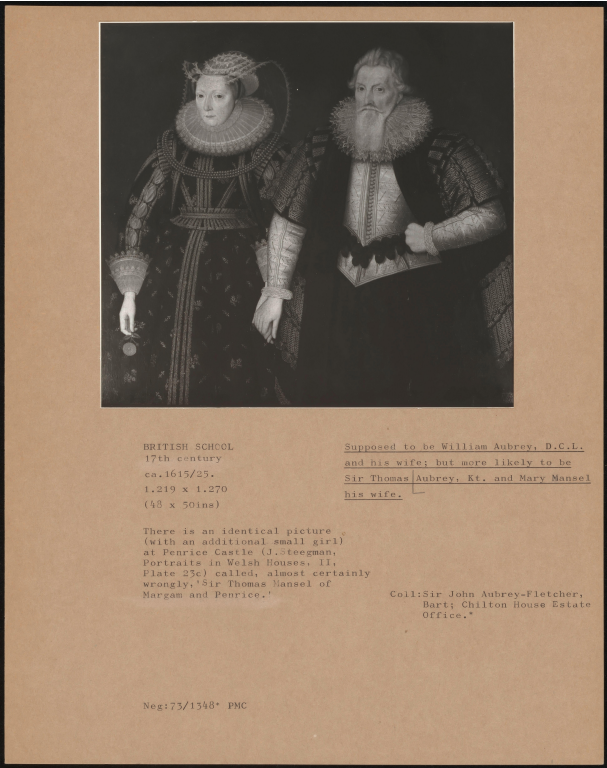 BRITISH SCHOOL
17th century
ca.1615/25.
1.219 x 1.270
(48 x 50ins)
There is an identical picture
(with an additional small girl)
at Penrice Castle (J.Steegman,
Portraits in Welsh Houses, II,
Plate 23c) called, almost certainly
wrongly,'Sir Thomas Mansel of
Margam and Penrice.'
Supposed to be William Aubrey, D.C.L.
and his wife; but more likely to be
Sir Thomas Aubrey, Kt. and Mary Mansel
his wife.
Coll:Sir John Aubrey-Fletcher,
Bart; Chilton House Estate
Office."
Neg:73/1348" PMC